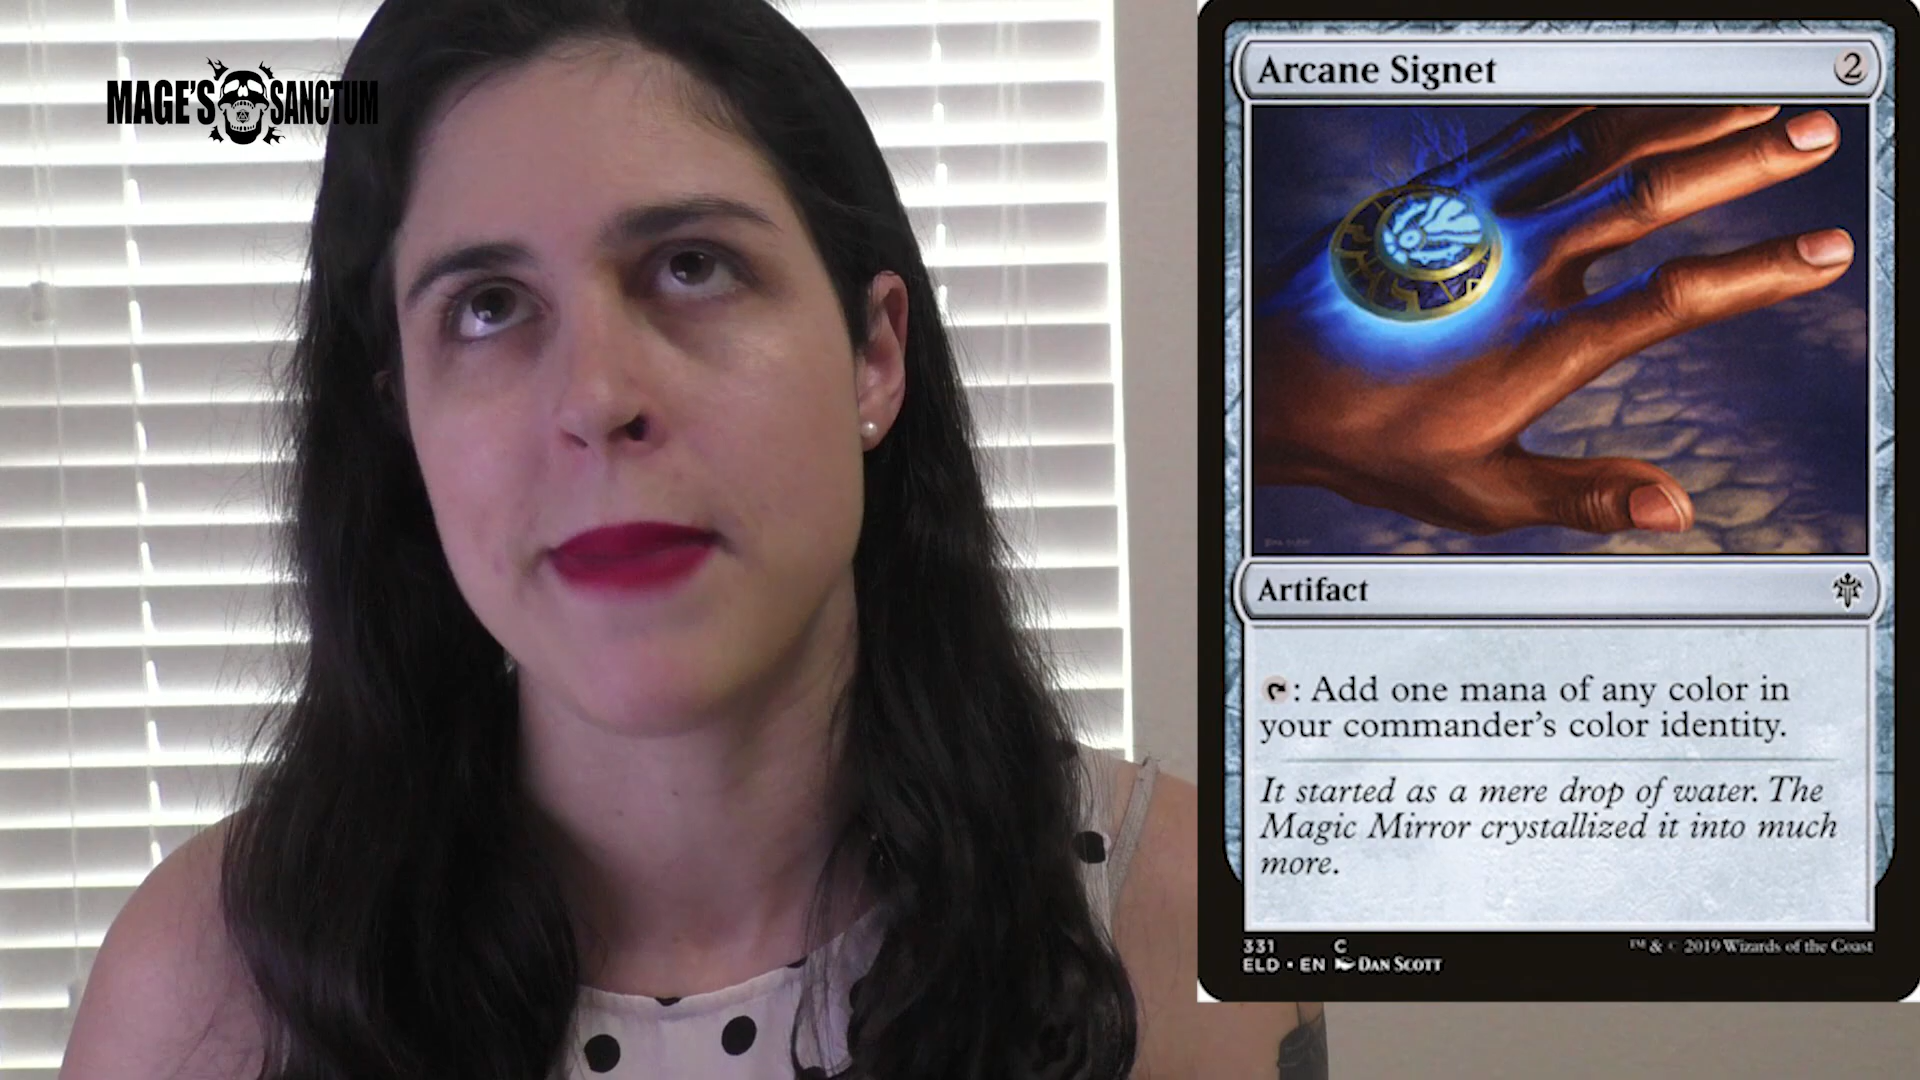 MAGE'S SANCTUM
Arcane Signet 2
Artifact
: Add one mana of any color in
your commander's color identity.
It started as a mere drop of water. The
Magic Mirror crystallized it into much
more.
331 C
ELD • EN DAN SCOTT
™ & © 2019 Wizards of the Coast